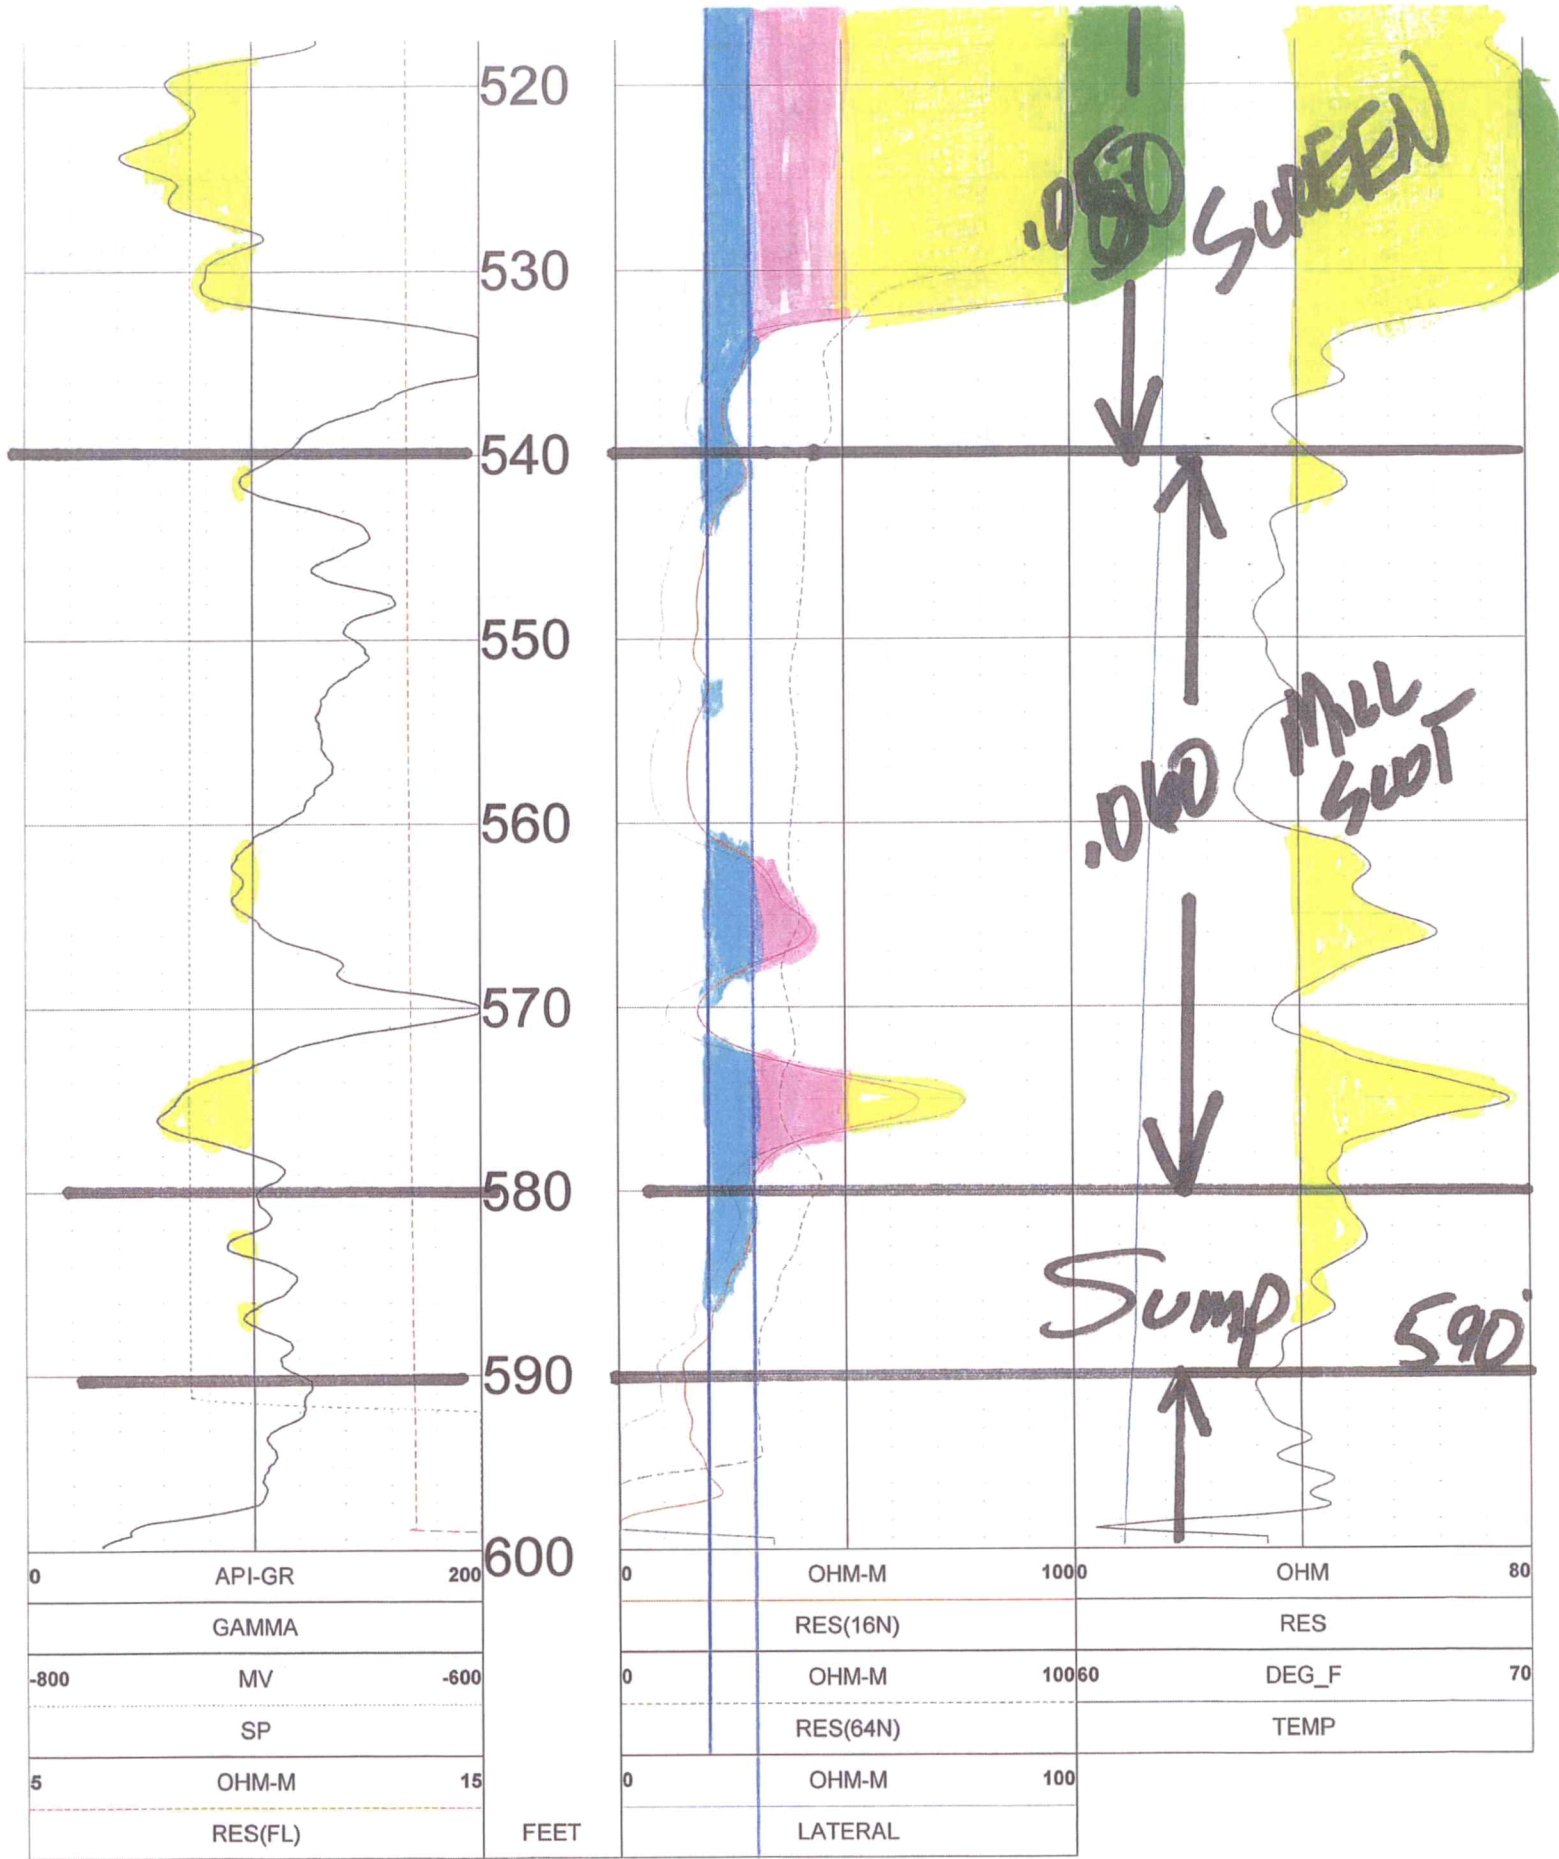 520
.080 SCREEN
530
540
550
MILL
SLOT
.060
560
570
580
Sump 590'
590
600
0 API-GR 200 0 OHM-M 100 0 OHM 80
GAMMA RES(16N) RES
-800 MV -600 0 OHM-M 100 60 DEG_F 70
SP RES(64N) TEMP
5 OHM-M 15 0 OHM-M 100
RES(FL) FEET LATERAL